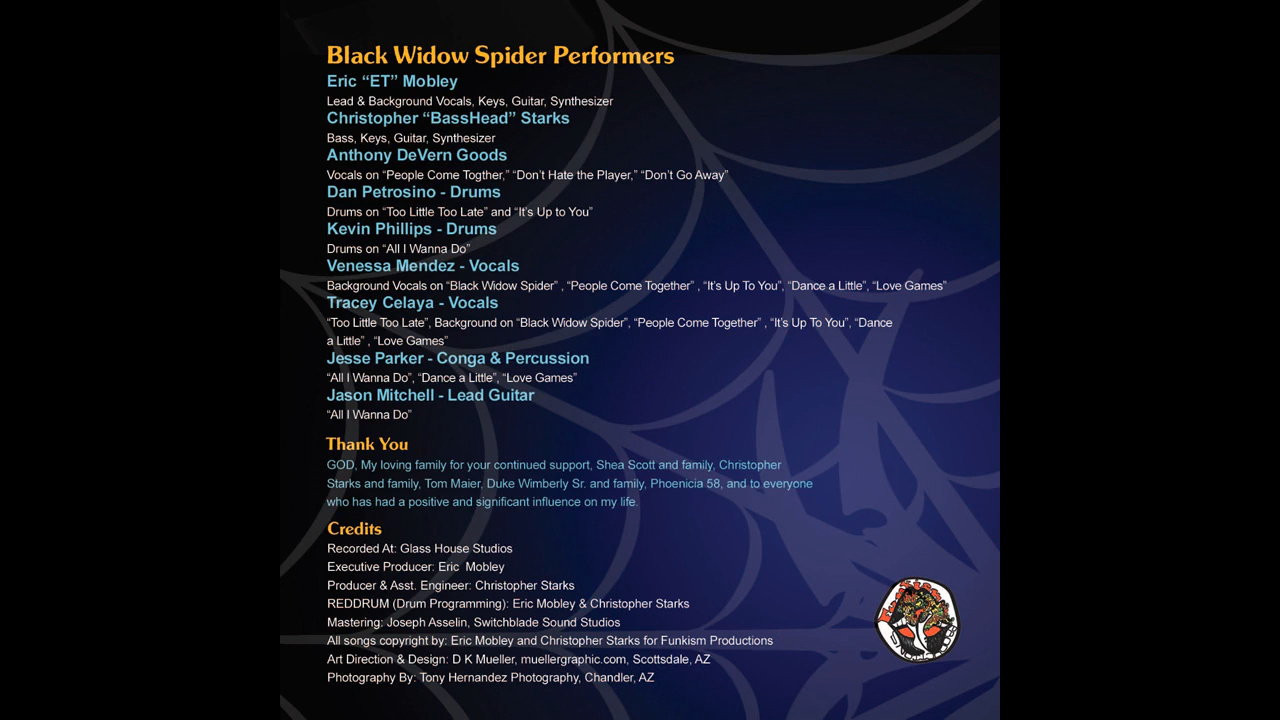 Black Widow Spider Performers
Eric “ET” Mobley
Lead & Background Vocals, Keys, Guitar, Synthesizer
Christopher “BassHead” Starks
Bass, Keys, Guitar, Synthesizer
Anthony DeVern Goods
Vocals on “People Come Togther,” “Don’t Hate the Player,” “Don’t Go Away”
Dan Petrosino - Drums
Drums on “Too Little Too Late” and “It’s Up to You”
Kevin Phillips - Drums
Drums on “All I Wanna Do”
Venessa Mendez - Vocals
Background Vocals on “Black Widow Spider” , “People Come Together” , “It’s Up To You”, “Dance a Little”, “Love Games”
Tracey Celaya - Vocals
“Too Little Too Late”, Background on “Black Widow Spider”, “People Come Together” , “It’s Up To You”, “Dance
a Little” , “Love Games”
Jesse Parker - Conga & Percussion
“All I Wanna Do”, “Dance a Little”, “Love Games”
Jason Mitchell - Lead Guitar
“All I Wanna Do”
Thank You
GOD, My loving family for your continued support, Shea Scott and family, Christopher
Starks and family, Tom Maier, Duke Wimberly Sr. and family, Phoenicia 58, and to everyone
who has had a positive and significant influence on my life.
Credits
Recorded At: Glass House Studios
Executive Producer: Eric  Mobley
Producer & Asst. Engineer: Christopher Starks
REDDRUM (Drum Programming): Eric Mobley & Christopher Starks
Mastering: Joseph Asselin, Switchblade Sound Studios
All songs copyright by: Eric Mobley and Christopher Starks for Funkism Productions
Art Direction & Design: D K Mueller, muellergraphic.com, Scottsdale, AZ
Photography By: Tony Hernandez Photography, Chandler, AZ